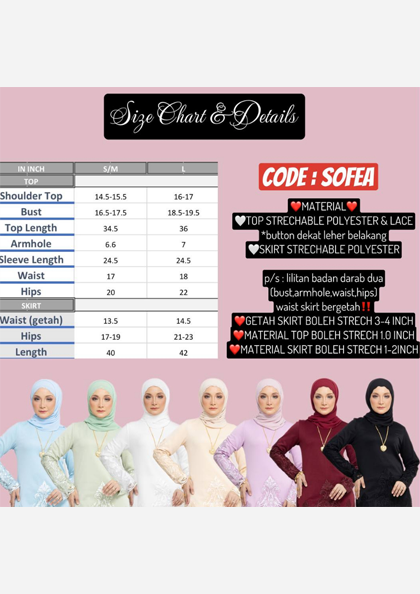 Size Chart & Details
IN INCH S/M L
TOP
Shoulder Top 14.5-15.5 16-17
Bust 16.5-17.5 18.5-19.5
Top Length 34.5 36
Armhole 6.6 7
Sleeve Length 24.5 24.5
Waist 17 18
Hips 20 22
SKIRT
Waist (getah) 13.5 14.5
Hips 17-19 21-23
Length 40 42
CODE : SOFEA
❤️MATERIAL❤️
🤍TOP STRECHABLE POLYESTER & LACE
*button dekat leher belakang
🤍SKIRT STRECHABLE POLYESTER
p/s : lilitan badan darab dua
(bust,armhole,waist,hips)
waist skirt bergetah‼️
❤️GETAH SKIRT BOLEH STRECH 3-4 INCH
❤️MATERIAL TOP BOLEH STRECH 1.0 INCH
❤️MATERIAL SKIRT BOLEH STRECH 1-2INCH